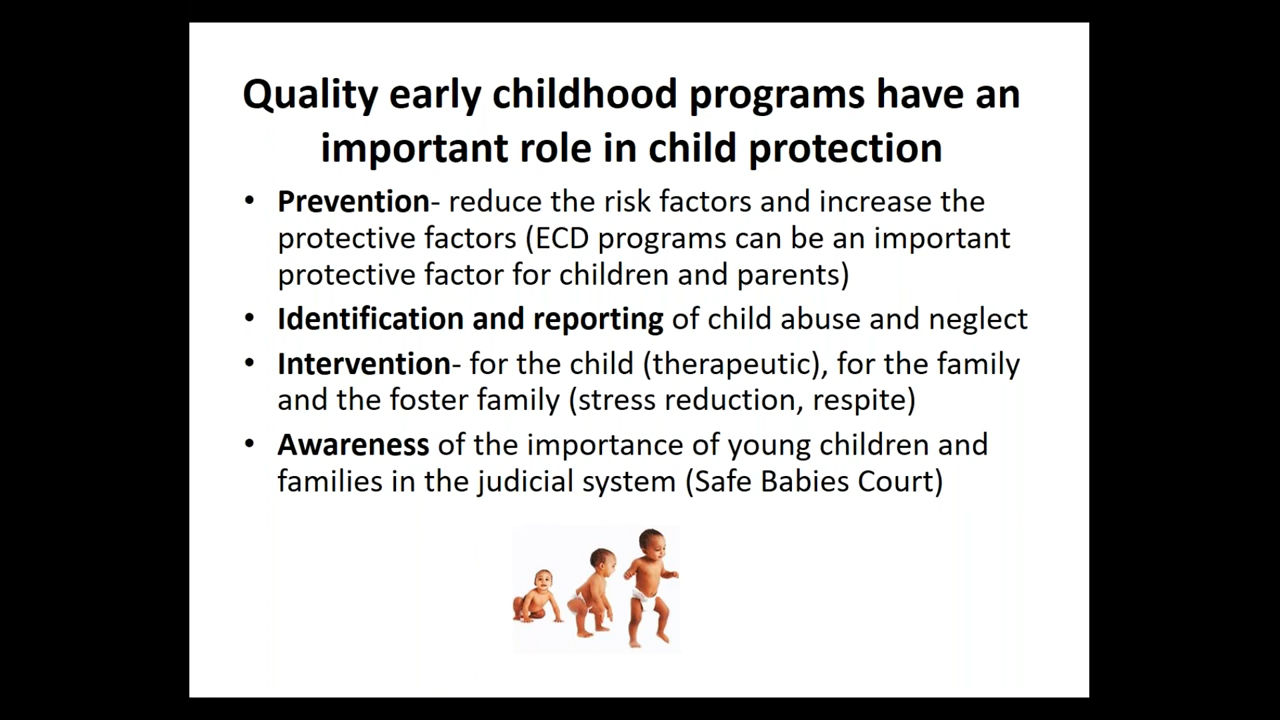 Quality early childhood programs have an
important role in child protection
• Prevention- reduce the risk factors and increase the
protective factors (ECD programs can be an important
protective factor for children and parents)
• Identification and reporting of child abuse and neglect
• Intervention- for the child (therapeutic), for the family
and the foster family (stress reduction, respite)
• Awareness of the importance of young children and
families in the judicial system (Safe Babies Court)